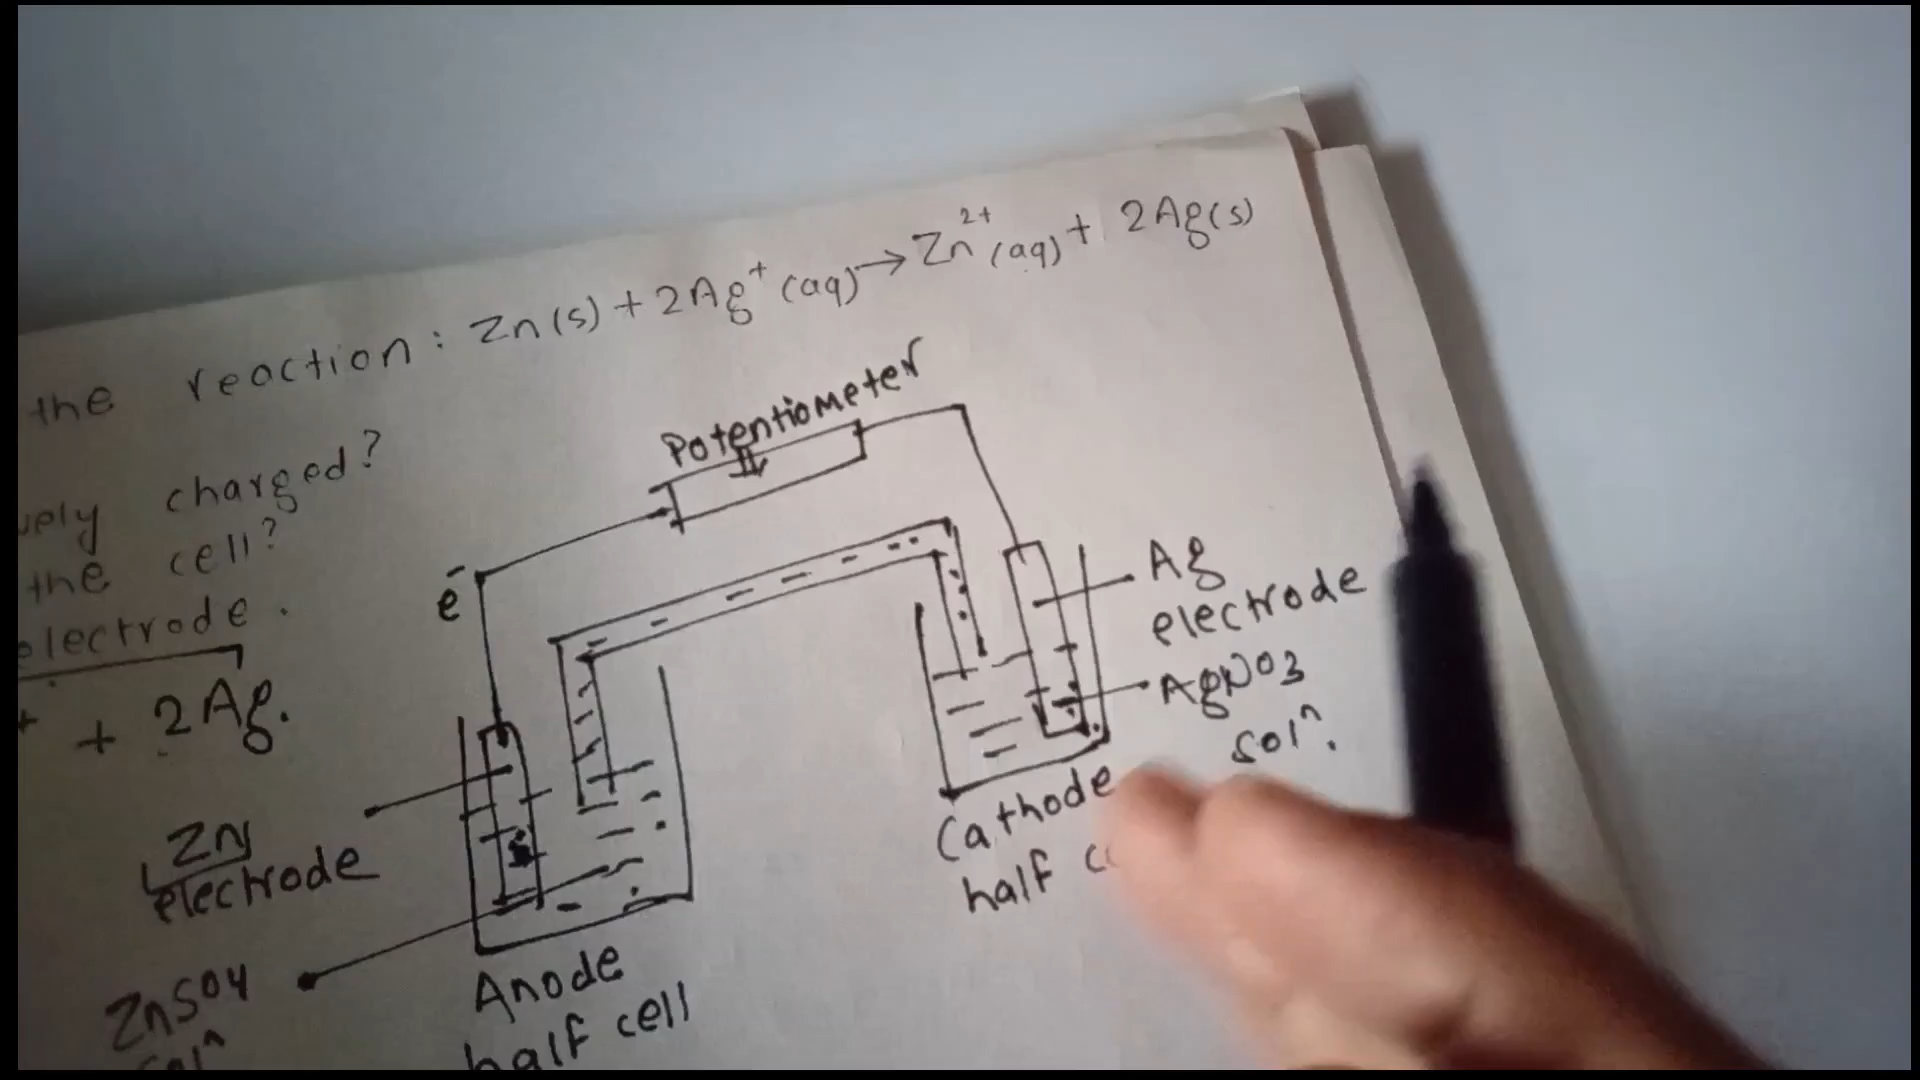 the reaction: Zn(s) + 2Ag⁺(aq) → Zn²⁺(aq) + 2Ag(s)
charged?
the cell?
electrode.
+ 2Ag.
Potentiometer
e⁻
Ag
electrode
AgNO3
solⁿ.
Cathode
half
Zn
electrode
ZnSO4
solⁿ
Anode
half cell